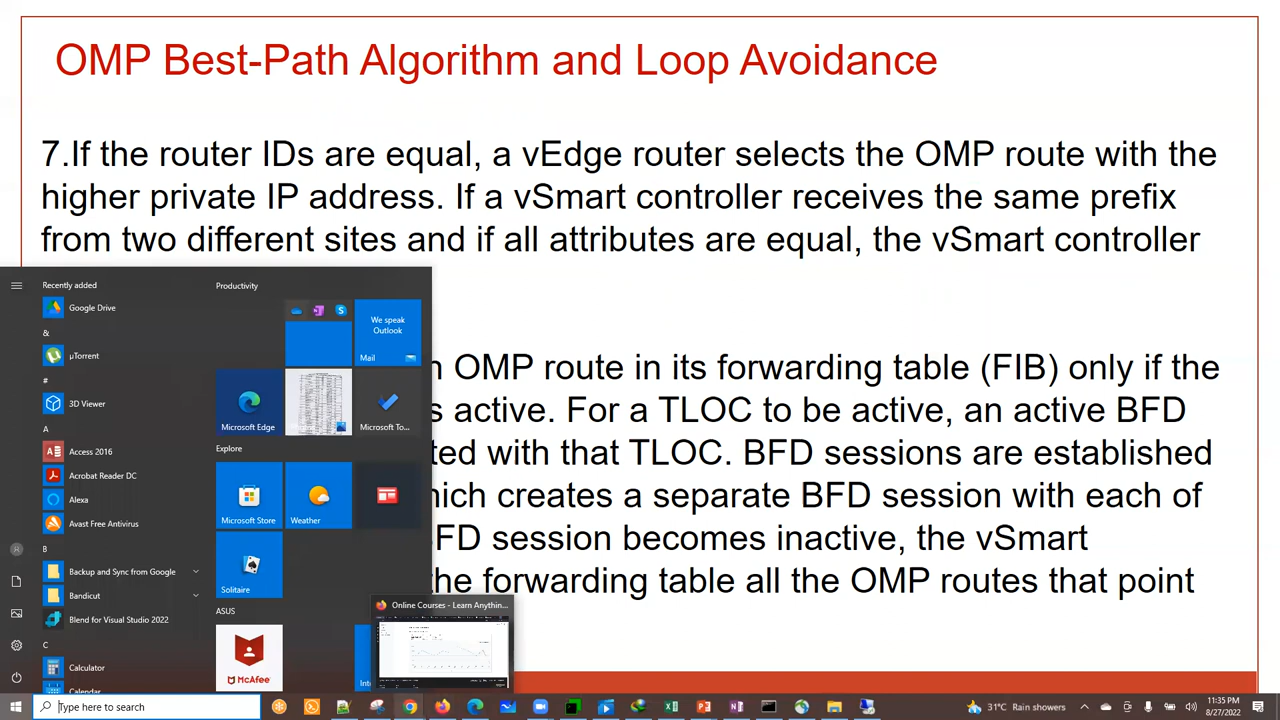 OMP Best-Path Algorithm and Loop Avoidance
7.If the router IDs are equal, a vEdge router selects the OMP route with the
higher private IP address. If a vSmart controller receives the same prefix
from two different sites and if all attributes are equal, the vSmart controller
OMP route in its forwarding table (FIB) only if the
s active. For a TLOC to be active, an active BFD
ted with that TLOC. BFD sessions are established
hich creates a separate BFD session with each of
FD session becomes inactive, the vSmart
he forwarding table all the OMP routes that point
Recently added
Google Drive
&
µTorrent
#
3D Viewer
A
Access 2016
Acrobat Reader DC
Alexa
Avast Free Antivirus
B
Backup and Sync from Google
Bandicut
Blend for Visual Studio 2022
C
Calculator
Calendar
Productivity
We speak
Outlook
Mail
Microsoft Edge
Microsoft To...
Explore
Microsoft Store
Weather
Solitaire
ASUS
McAfee
Online Courses - Learn Anythin...
Type here to search
31°C Rain showers
11:35 PM
8/27/2022